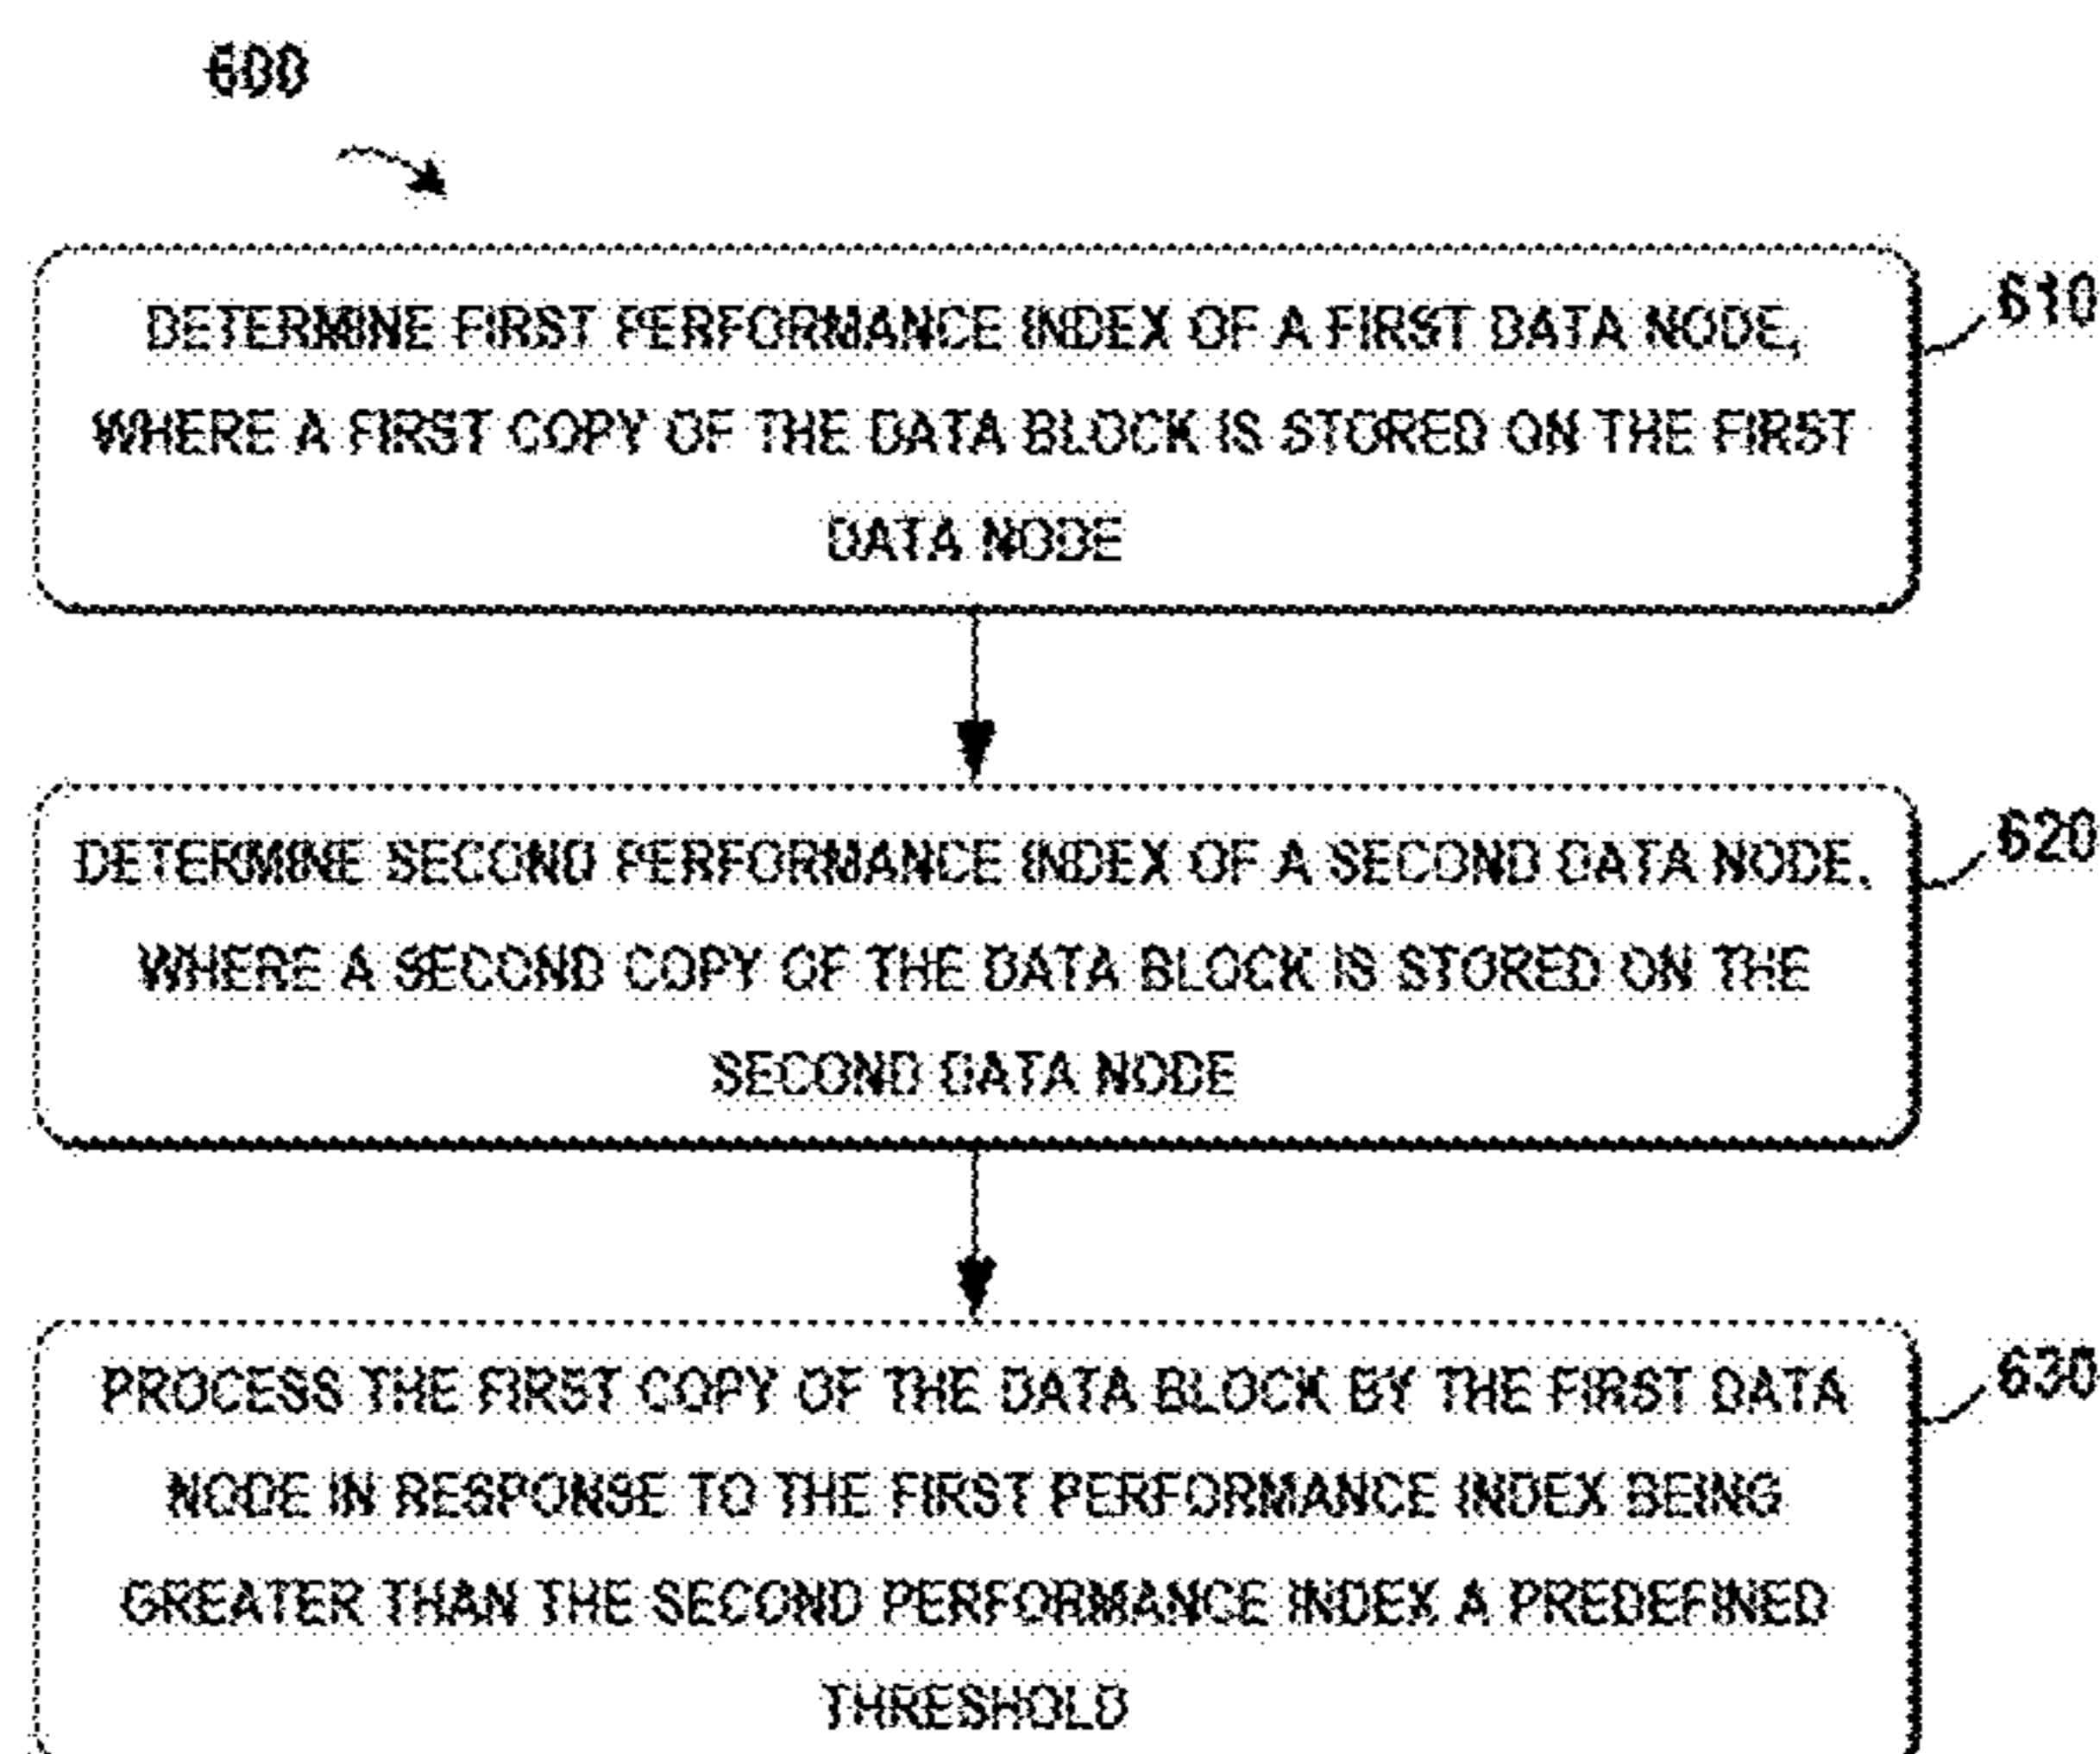 600
DETERMINE FIRST PERFORMANCE INDEX OF A FIRST DATA NODE,
WHERE A FIRST COPY OF THE DATA BLOCK IS STORED ON THE FIRST
DATA NODE
610
DETERMINE SECOND PERFORMANCE INDEX OF A SECOND DATA NODE,
WHERE A SECOND COPY OF THE DATA BLOCK IS STORED ON THE
SECOND DATA NODE
620
PROCESS THE FIRST COPY OF THE DATA BLOCK BY THE FIRST DATA
NODE IN RESPONSE TO THE FIRST PERFORMANCE INDEX BEING
GREATER THAN THE SECOND PERFORMANCE INDEX A PREDEFINED
THRESHOLD
630